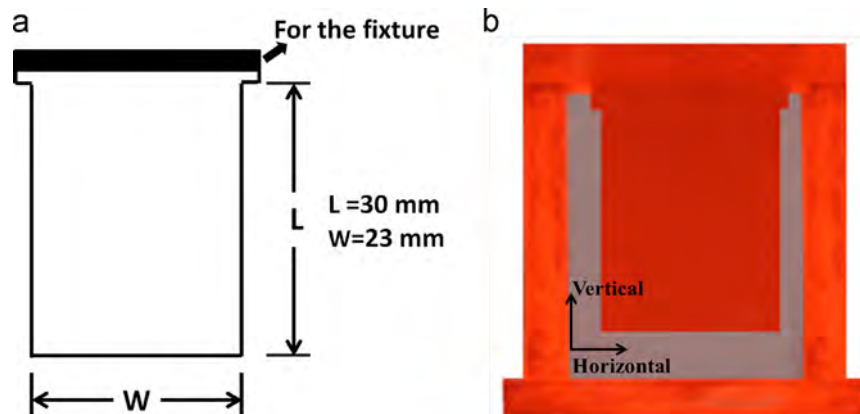 a
For the fixture
L
L =30 mm
W=23 mm
W
b
Vertical
Horizontal